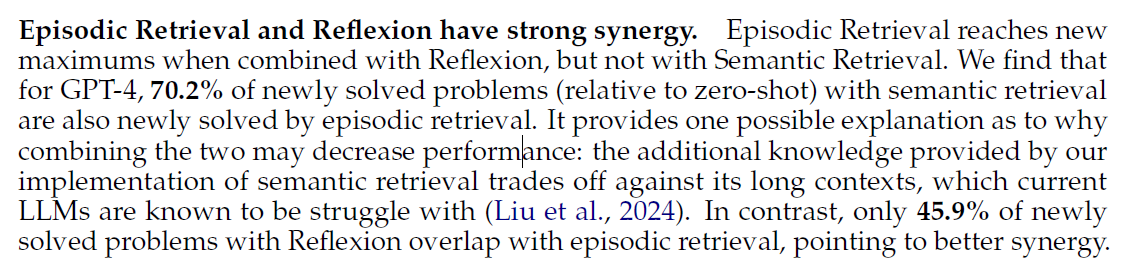 Episodic Retrieval and Reflexion have strong synergy. Episodic Retrieval reaches new
maximums when combined with Reflexion, but not with Semantic Retrieval. We find that
for GPT-4, 70.2% of newly solved problems (relative to zero-shot) with semantic retrieval
are also newly solved by episodic retrieval. It provides one possible explanation as to why
combining the two may decrease performance: the additional knowledge provided by our
implementation of semantic retrieval trades off against its long contexts, which current
LLMs are known to be struggle with (Liu et al., 2024). In contrast, only 45.9% of newly
solved problems with Reflexion overlap with episodic retrieval, pointing to better synergy.